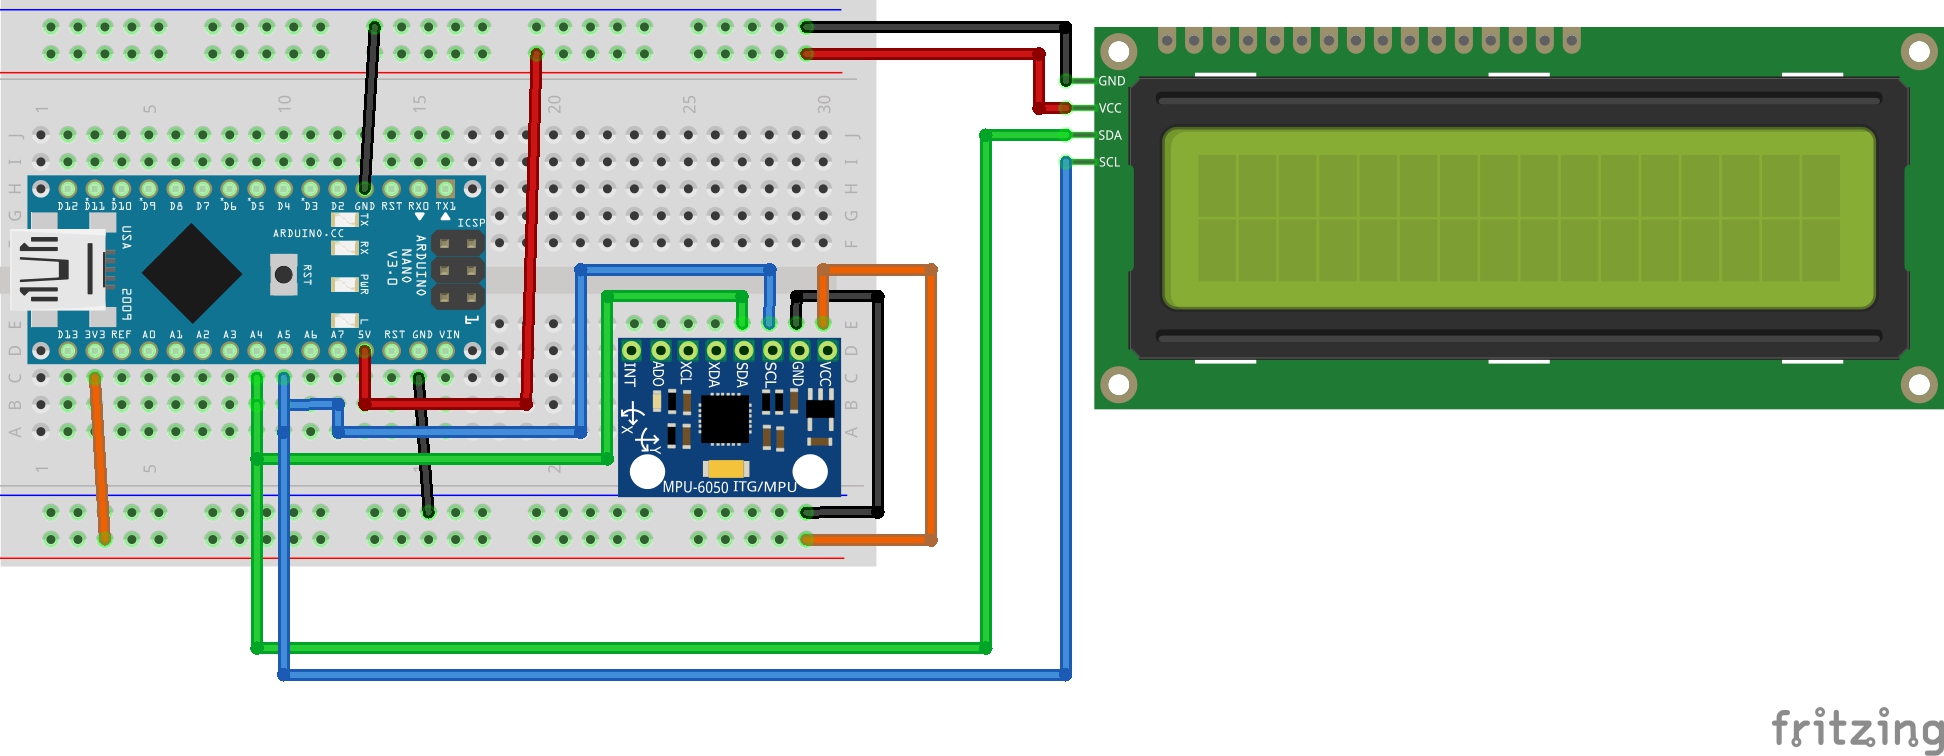 1 5 10 15 20 25 30
J J
I I
H H
G G
F
E E
D D
C C
B B
A A
1 5
D12 D11 D10 D9 D8 D7 D6 D5 D4 D3 D2 GND RST RX0 TX1
USA
ARDUINO.CC
TX
RX
PWR
L
RST
ICSP
ARDUINO
NANO
V3.0
1
2009
D13 3V3 REF A0 A1 A2 A3 A4 A5 A6 A7 5V RST GND VIN
INT ADO XCL XDA SDA SCL GND VCC
X
Y
MPU-6050 ITG/MPU
GND
VCC
SDA
SCL
fritzing